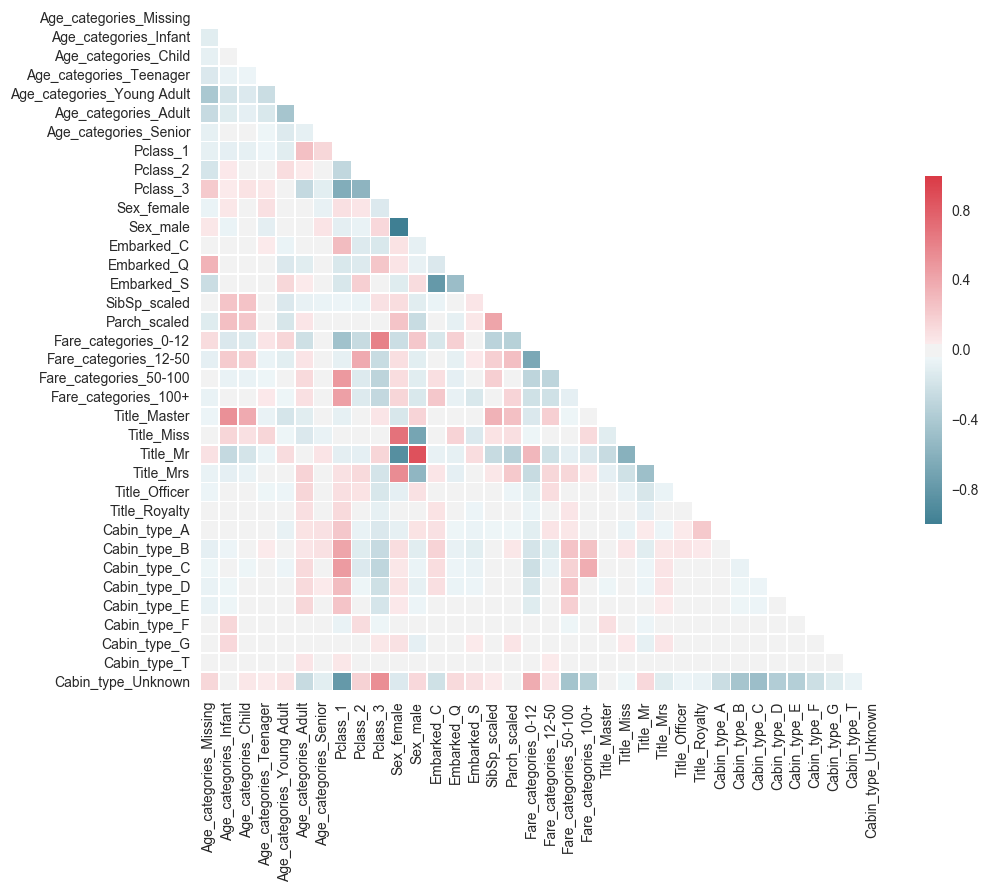 Age_categories_Missing
Age_categories_Infant
Age_categories_Child
Age_categories_Teenager
Age_categories_Young Adult
Age_categories_Adult
Age_categories_Senior
Pclass_1
Pclass_2
Pclass_3
Sex_female
Sex_male
Embarked_C
Embarked_Q
Embarked_S
SibSp_scaled
Parch_scaled
Fare_categories_0-12
Fare_categories_12-50
Fare_categories_50-100
Fare_categories_100+
Title_Master
Title_Miss
Title_Mr
Title_Mrs
Title_Officer
Title_Royalty
Cabin_type_A
Cabin_type_B
Cabin_type_C
Cabin_type_D
Cabin_type_E
Cabin_type_F
Cabin_type_G
Cabin_type_T
Cabin_type_Unknown
Age_categories_Missing
Age_categories_Infant
Age_categories_Child
Age_categories_Teenager
Age_categories_Young Adult
Age_categories_Adult
Age_categories_Senior
Pclass_1
Pclass_2
Pclass_3
Sex_female
Sex_male
Embarked_C
Embarked_Q
Embarked_S
SibSp_scaled
Parch_scaled
Fare_categories_0-12
Fare_categories_12-50
Fare_categories_50-100
Fare_categories_100+
Title_Master
Title_Miss
Title_Mr
Title_Mrs
Title_Officer
Title_Royalty
Cabin_type_A
Cabin_type_B
Cabin_type_C
Cabin_type_D
Cabin_type_E
Cabin_type_F
Cabin_type_G
Cabin_type_T
Cabin_type_Unknown
0.8
0.4
0.0
−0.4
−0.8